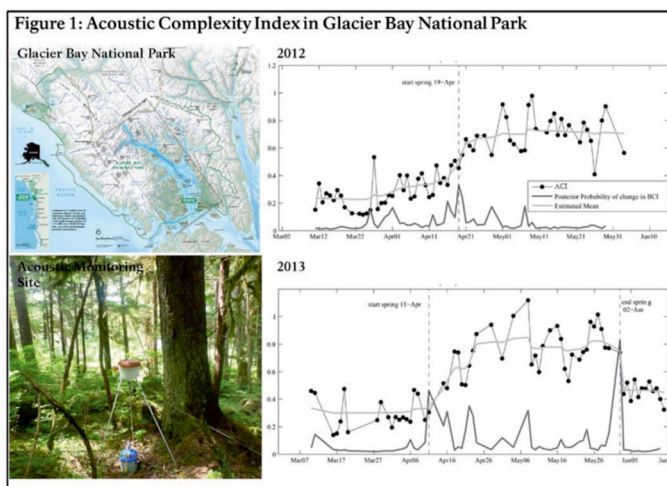 Figure 1: Acoustic Complexity Index in Glacier Bay National Park
Glacier Bay National Park
2012
start spring 19-Apr
1.2
1
0.8
0.6
0.4
0.2
0
ACI
Posterior Probability of change in BCI
Estimated Mean
Mar02
Mar12
Mar22
Apr01
Apr11
Apr21
May01
May11
May21
May31
Jun10
Acoustic Monitoring
Site
2013
start spring 11-Apr
end spring
02-Jun
1.2
1
0.8
0.6
0.4
0.2
0
Mar07
Mar17
Mar27
Apr06
Apr16
Apr26
May06
May16
May26
Jun05